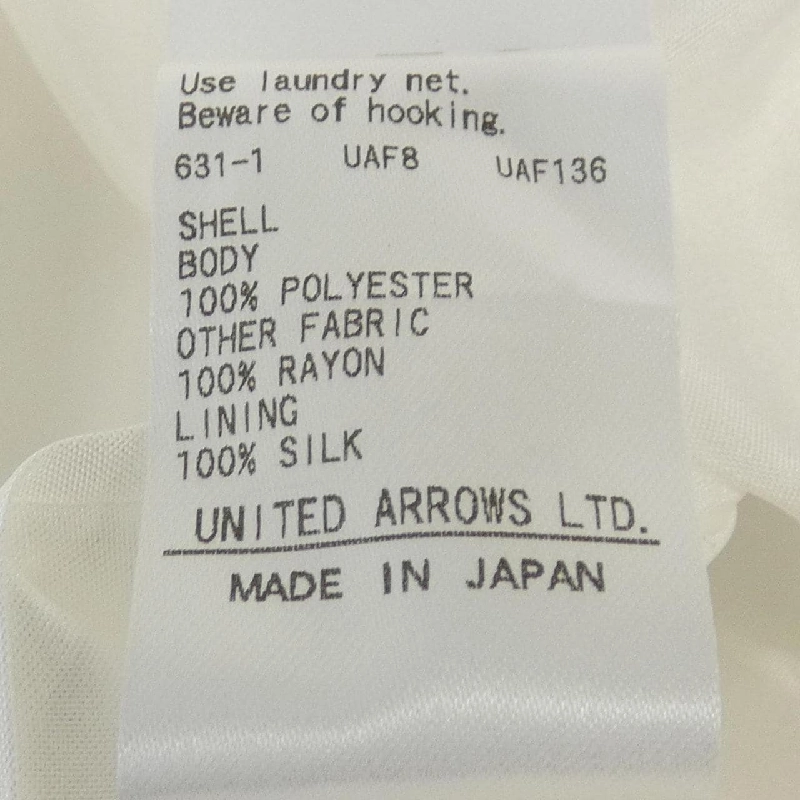 Use laundry net.
Beware of hooking.
631-1 UAF8 UAF136
SHELL
BODY
100% POLYESTER
OTHER FABRIC
100% RAYON
LINING
100% SILK
UNITED ARROWS LTD.
MADE IN JAPAN